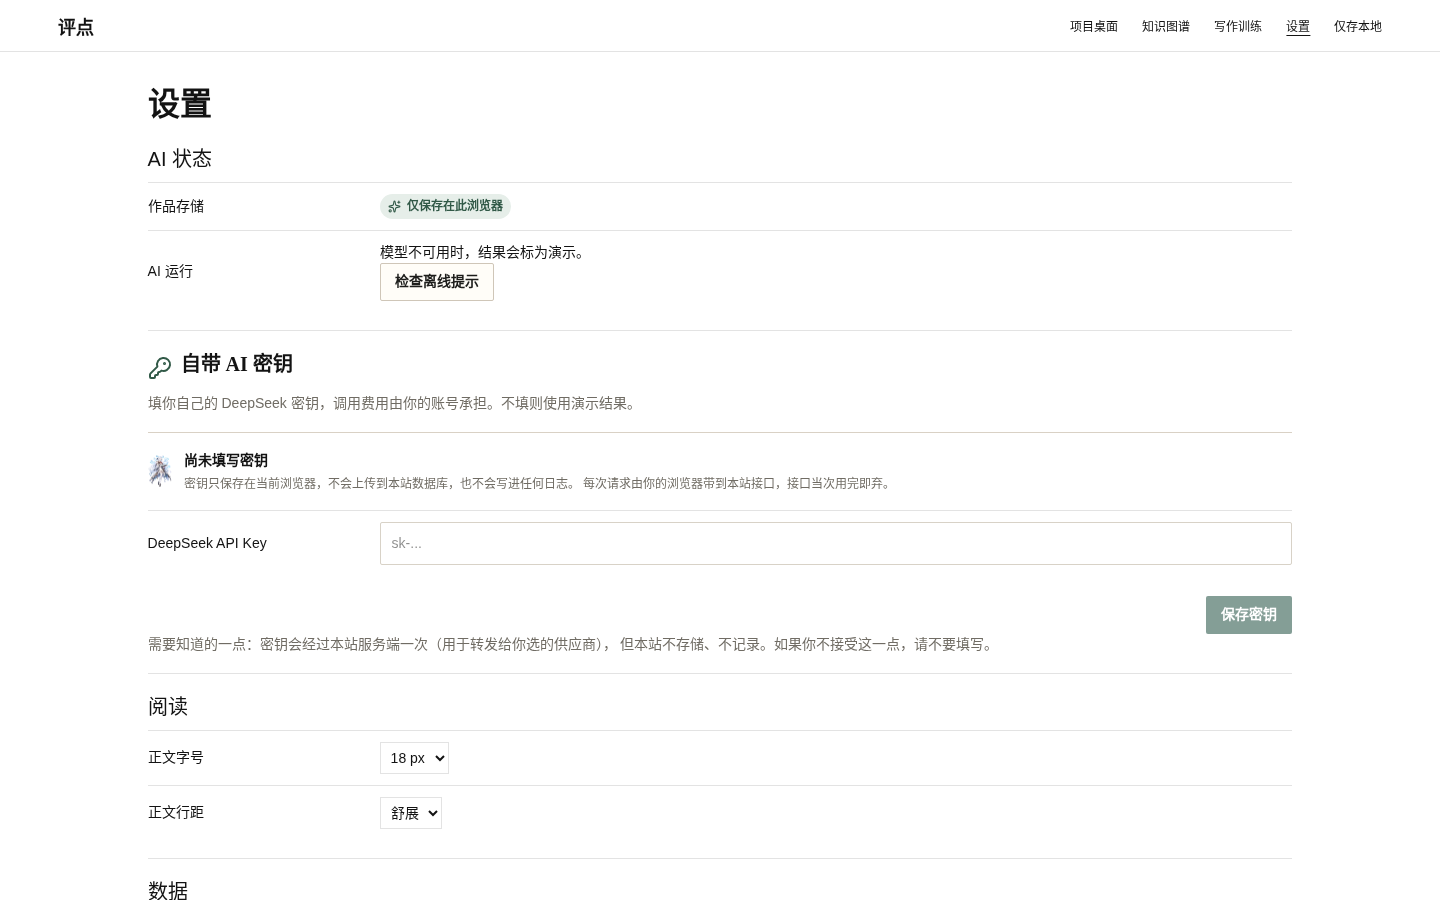 评点
项目桌面 知识图谱 写作训练 设置 仅存本地
设置
AI 状态
作品存储 仅保存在此浏览器
AI 运行 模型不可用时，结果会标为演示。
检查离线提示
自带 AI 密钥
填你自己的 DeepSeek 密钥，调用费用由你的账号承担。不填则使用演示结果。
尚未填写密钥
密钥只保存在当前浏览器，不会上传到本站数据库，也不会写进任何日志。 每次请求由你的浏览器带到本站接口，接口当次用完即弃。
DeepSeek API Key sk-...
保存密钥
需要知道的一点：密钥会经过本站服务端一次（用于转发给你选的供应商）， 但本站不存储、不记录。如果你不接受这一点，请不要填写。
阅读
正文字号 18 px
正文行距 舒展
数据